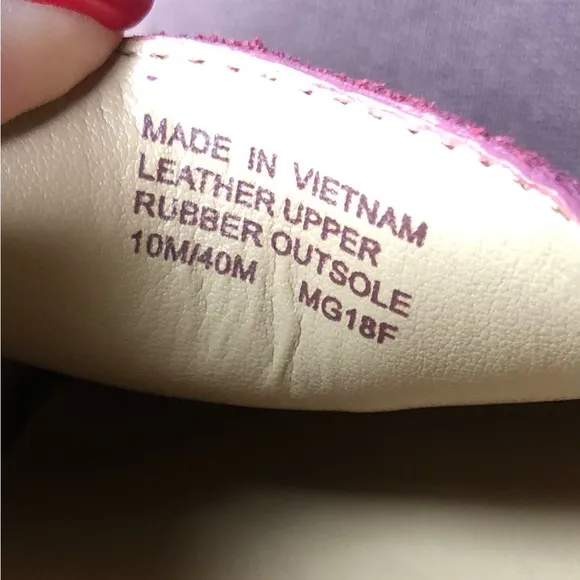 MADE IN VIETNAM
LEATHER UPPER
RUBBER OUTSOLE
10M/40M MG18F